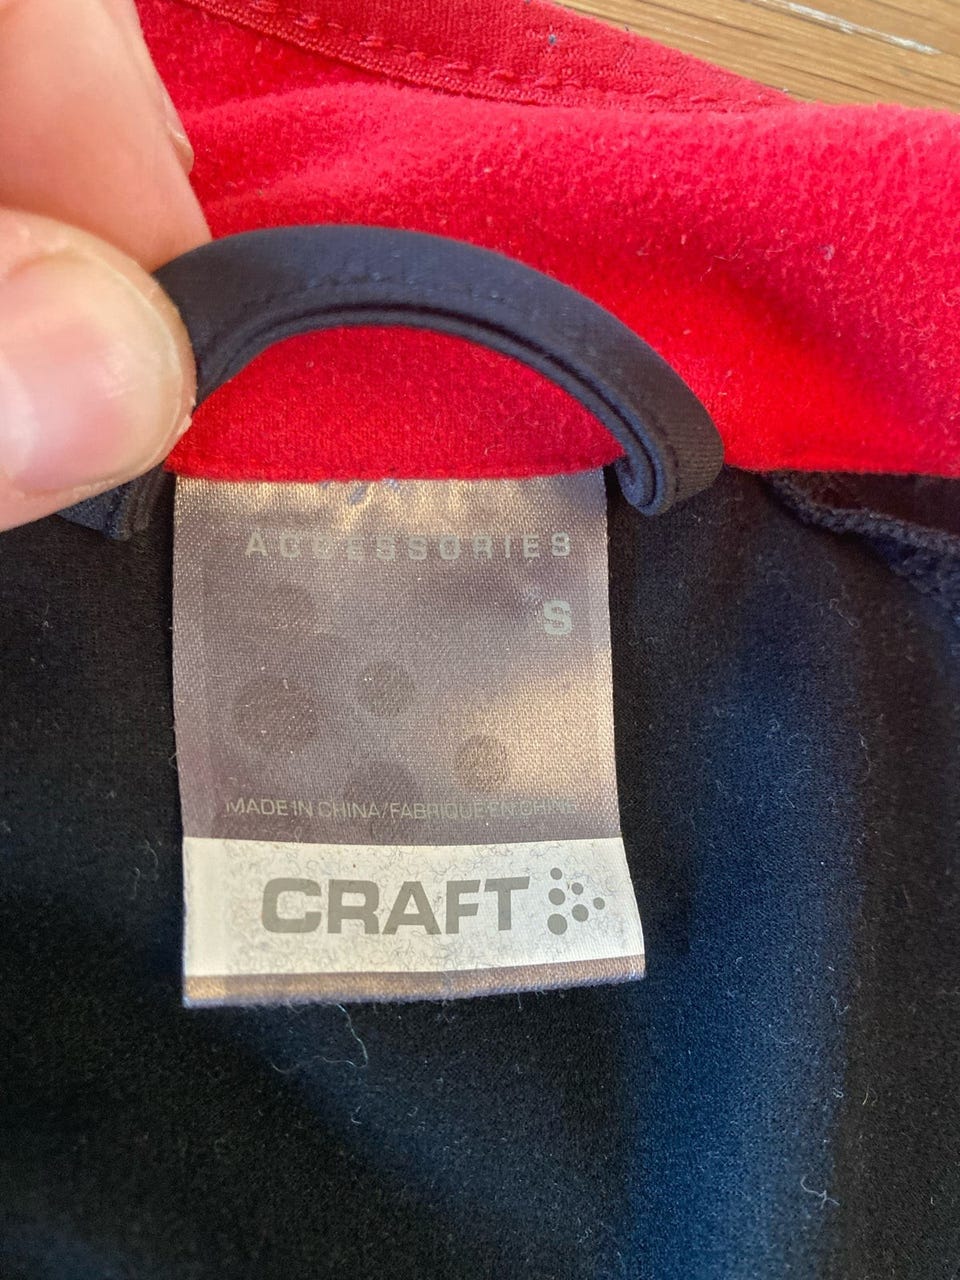 ACCESSORIES
S
MADE IN CHINA/FABRIQUE EN CHINE
CRAFT